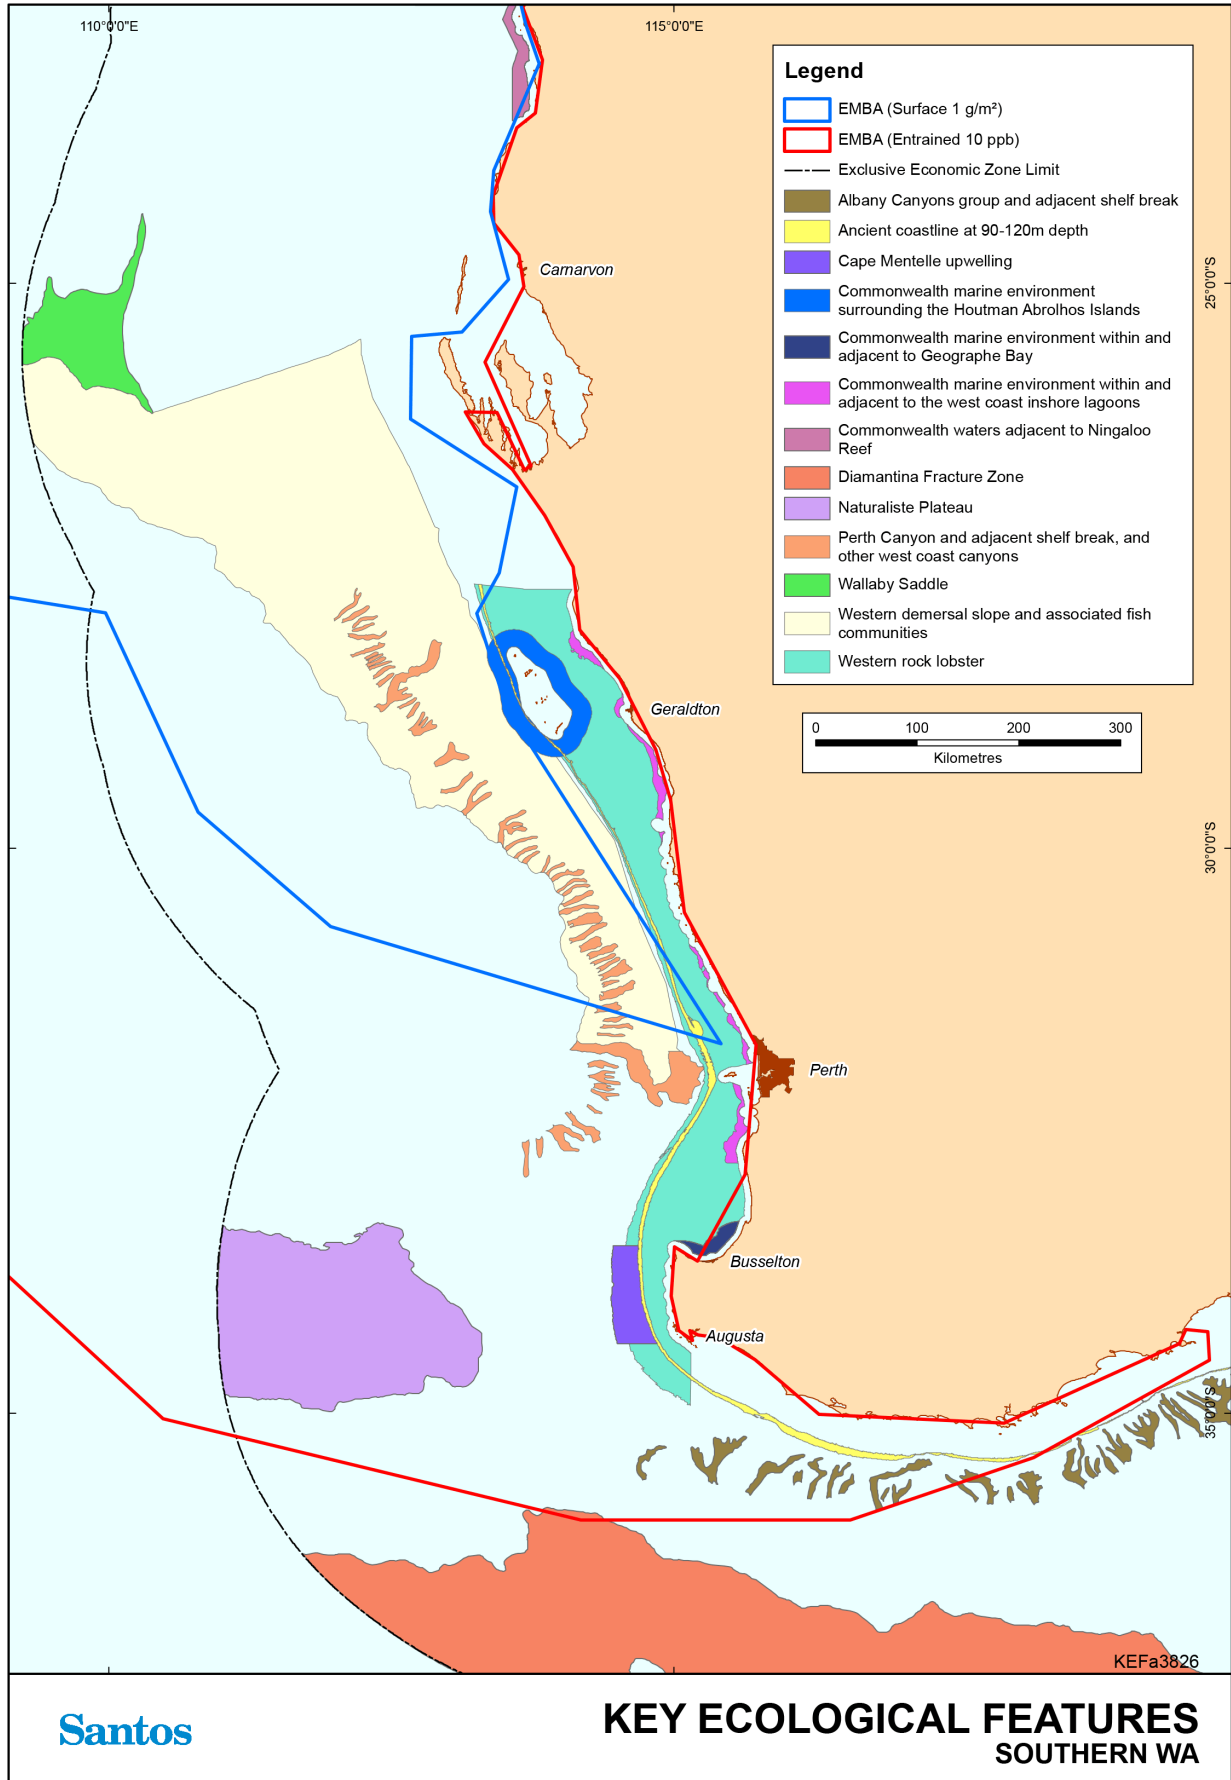 110°0'0"E
115°0'0"E
Legend
EMBA (Surface 1 g/m²)
EMBA (Entrained 10 ppb)
Exclusive Economic Zone Limit
Albany Canyons group and adjacent shelf break
Ancient coastline at 90-120m depth
Cape Mentelle upwelling
Commonwealth marine environment
surrounding the Houtman Abrolhos Islands
Commonwealth marine environment within and
adjacent to Geographe Bay
Commonwealth marine environment within and
adjacent to the west coast inshore lagoons
Commonwealth waters adjacent to Ningaloo
Reef
Diamantina Fracture Zone
Naturaliste Plateau
Perth Canyon and adjacent shelf break, and
other west coast canyons
Wallaby Saddle
Western demersal slope and associated fish
communities
Western rock lobster
0 100 200 300
Kilometres
25°0'0"S
30°0'0"S
35°0'0"S
Carnarvon
Geraldton
Perth
Busselton
Augusta
KEFa3826
Santos
KEY ECOLOGICAL FEATURES
SOUTHERN WA